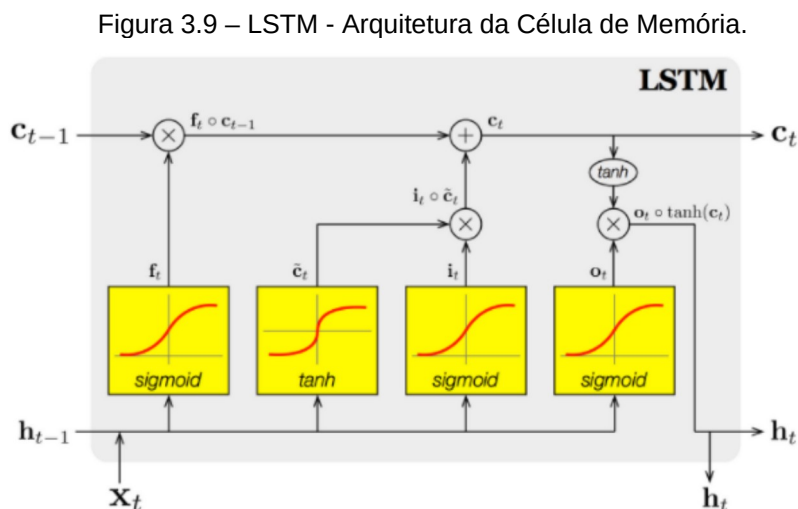 Figura 3.9 – LSTM - Arquitetura da Célula de Memória.
LSTM
c_{t−1}
f_t ∘ c_{t−1}
c_t
c_t
tanh
i_t ∘ c̃_t
o_t ∘ tanh(c_t)
f_t
c̃_t
i_t
o_t
sigmoid
tanh
sigmoid
sigmoid
h_{t−1}
h_t
x_t
h_t